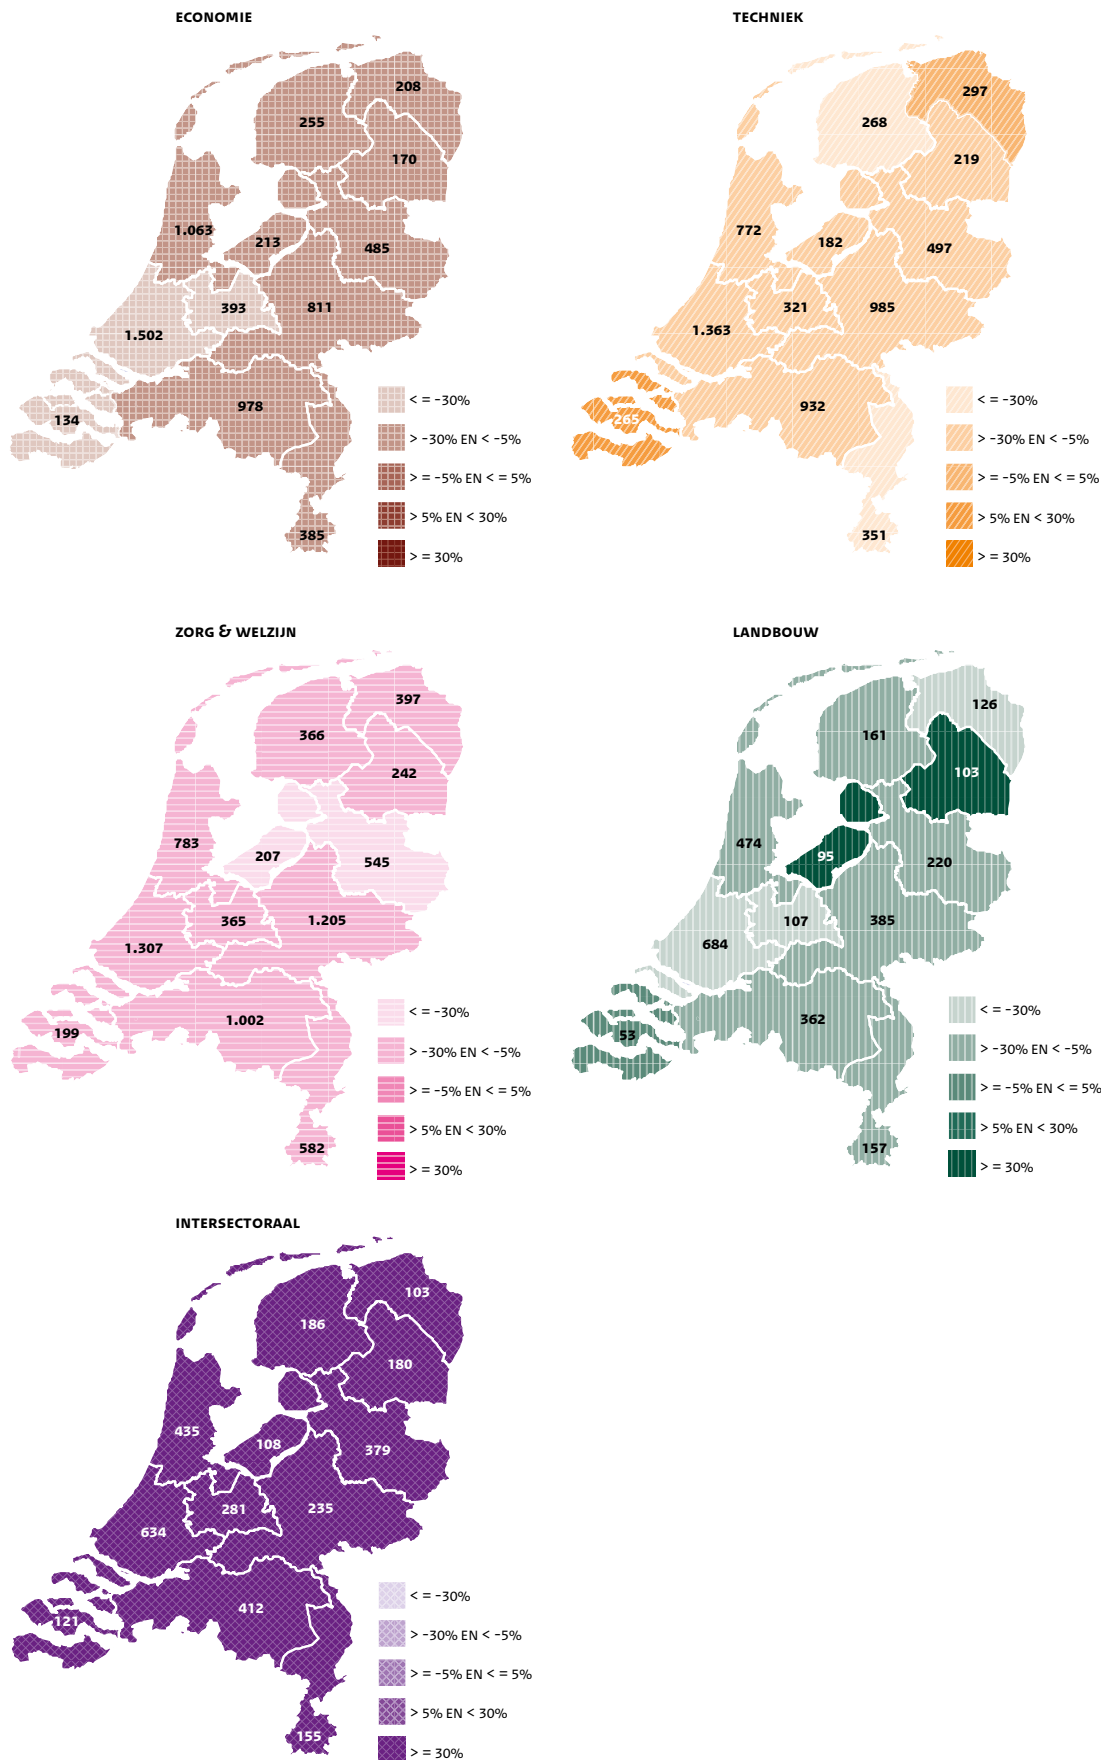 ECONOMIE
208
255
170
1.063
213
485
393
811
1.502
978
134
385
< = -30%
> -30% EN < -5%
> = -5% EN < = 5%
> 5% EN < 30%
> = 30%
TECHNIEK
297
268
219
772
182
497
321
985
1.363
932
265
351
< = -30%
> -30% EN < -5%
> = -5% EN < = 5%
> 5% EN < 30%
> = 30%
ZORG & WELZIJN
397
366
242
783
207
545
365
1.205
1.307
1.002
199
582
< = -30%
> -30% EN < -5%
> = -5% EN < = 5%
> 5% EN < 30%
> = 30%
LANDBOUW
126
161
103
474
95
220
107
385
684
362
53
157
< = -30%
> -30% EN < -5%
> = -5% EN < = 5%
> 5% EN < 30%
> = 30%
INTERSECTORAAL
103
186
180
435
108
379
281
235
634
412
121
155
< = -30%
> -30% EN < -5%
> = -5% EN < = 5%
> 5% EN < 30%
> = 30%